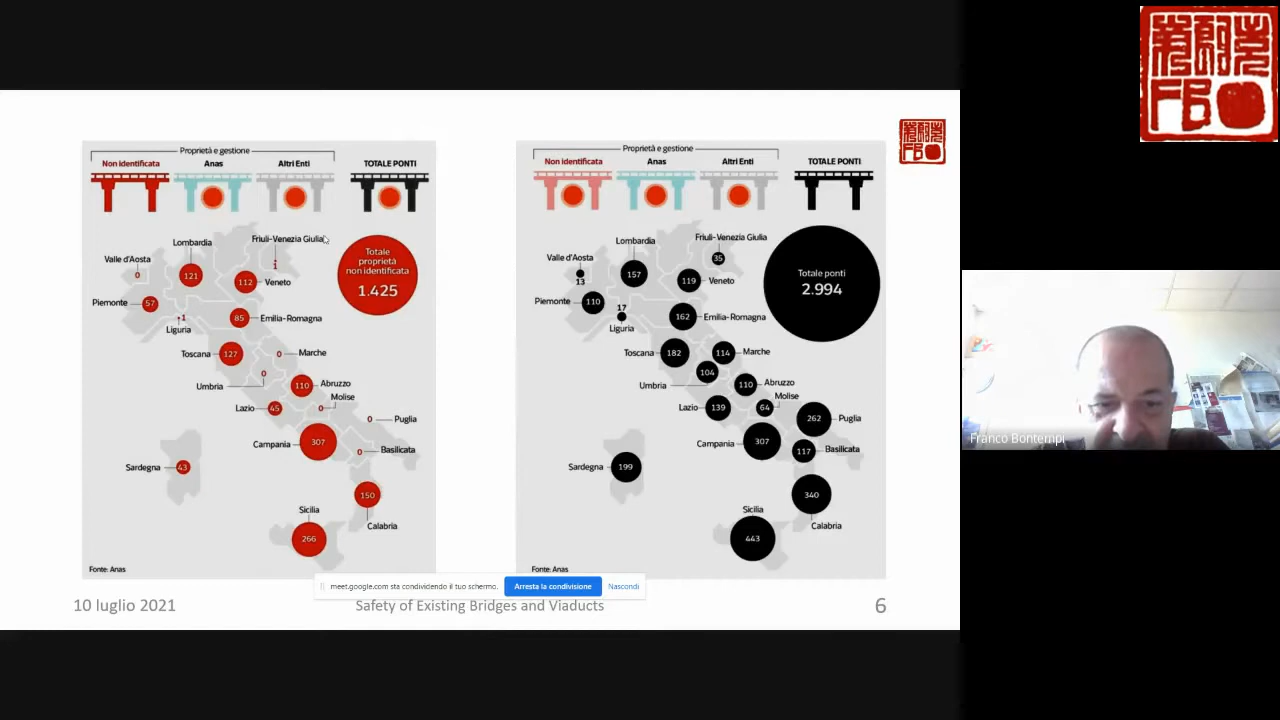 Proprietà e gestione
Non identificata
Anas
Altri Enti
TOTALE PONTI
Valle d'Aosta
0
Lombardia
121
Friuli-Venezia Giulia
1
Totale
proprietà
non identificata
1.425
112
Veneto
Piemonte
57
1
Liguria
85
Emilia-Romagna
Toscana
127
0
Marche
Umbria
0
110
Abruzzo
Molise
0
Lazio
45
0
Puglia
Campania
307
0
Basilicata
Sardegna
43
150
Calabria
Sicilia
266
Fonte: Anas
Proprietà e gestione
Non identificata
Anas
Altri Enti
TOTALE PONTI
Valle d'Aosta
13
Lombardia
157
Friuli-Venezia Giulia
35
Totale ponti
2.994
119
Veneto
Piemonte
110
17
Liguria
162
Emilia-Romagna
Toscana
182
114
Marche
104
Umbria
110
Abruzzo
Molise
64
Lazio
139
262
Puglia
Campania
307
117
Basilicata
Sardegna
199
340
Calabria
Sicilia
443
Fonte: Anas
meet.google.com sta condividendo il tuo schermo.
Arresta la condivisione
Nascondi
10 luglio 2021
Safety of Existing Bridges and Viaducts
6
Franco Bontempi